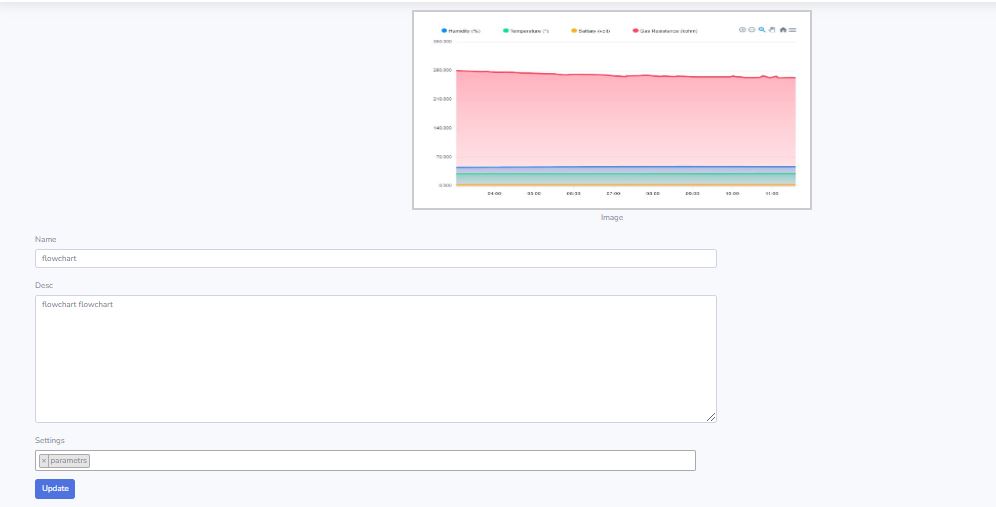 Humidity (%) Temperature (°) Battery (volt) Gas Resistance (kohm)
350.000
280.000
210.000
140.000
70.000
0.000
04:00 05:00 06:00 07:00 08:00 09:00 10:00 11:00
Image
Name
flowchart
Desc
flowchart flowchart
Settings
× parametrs
Update